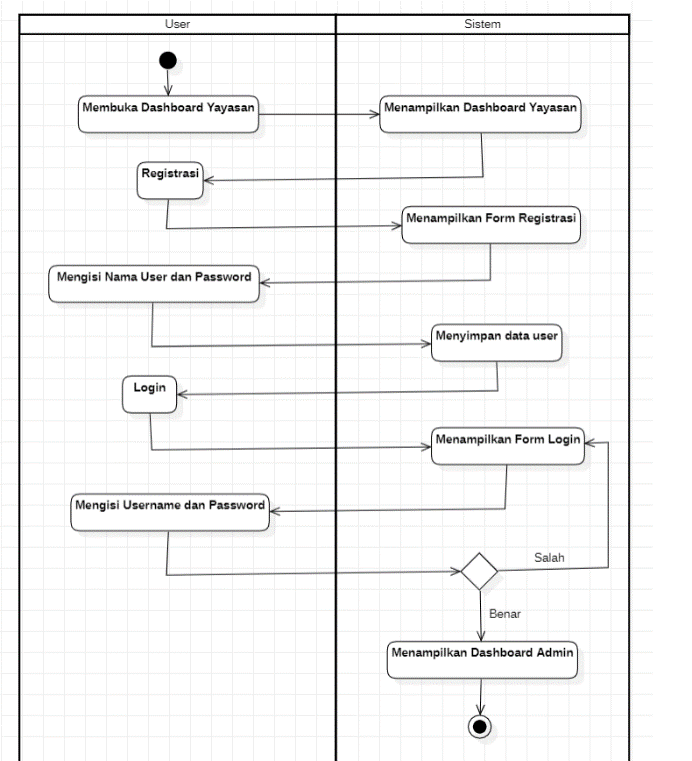 User
Sistem
Membuka Dashboard Yayasan
Menampilkan Dashboard Yayasan
Registrasi
Menampilkan Form Registrasi
Mengisi Nama User dan Password
Menyimpan data user
Login
Menampilkan Form Login
Mengisi Username dan Password
Salah
Benar
Menampilkan Dashboard Admin